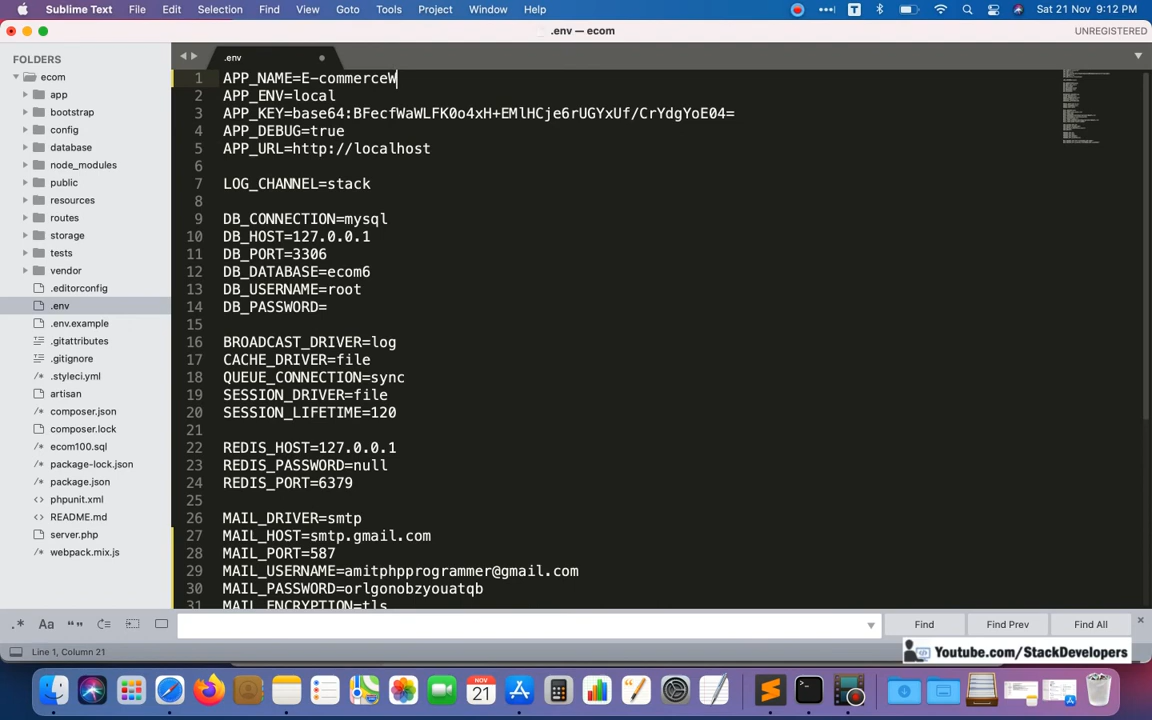 Sublime Text File Edit Selection Find View Goto Tools Project Window Help Sat 21 Nov 9:12 PM
.env — ecom UNREGISTERED
FOLDERS
ecom
app
bootstrap
config
database
node_modules
public
resources
routes
storage
tests
vendor
.editorconfig
.env
.env.example
.gitattributes
.gitignore
.styleci.yml
artisan
composer.json
composer.lock
ecom100.sql
package-lock.json
package.json
phpunit.xml
README.md
server.php
webpack.mix.js
.env
1 APP_NAME=E-commerceW
2 APP_ENV=local
3 APP_KEY=base64:BFecfWaWLFK0o4xH+EMlHCje6rUGYxUf/CrYdgYoE04=
4 APP_DEBUG=true
5 APP_URL=http://localhost
6
7 LOG_CHANNEL=stack
8
9 DB_CONNECTION=mysql
10 DB_HOST=127.0.0.1
11 DB_PORT=3306
12 DB_DATABASE=ecom6
13 DB_USERNAME=root
14 DB_PASSWORD=
15
16 BROADCAST_DRIVER=log
17 CACHE_DRIVER=file
18 QUEUE_CONNECTION=sync
19 SESSION_DRIVER=file
20 SESSION_LIFETIME=120
21
22 REDIS_HOST=127.0.0.1
23 REDIS_PASSWORD=null
24 REDIS_PORT=6379
25
26 MAIL_DRIVER=smtp
27 MAIL_HOST=smtp.gmail.com
28 MAIL_PORT=587
29 MAIL_USERNAME=amitphpprogrammer@gmail.com
30 MAIL_PASSWORD=orlgonobzyouatqb
31 MAIL_ENCRYPTION=tls
Find Find Prev Find All
Line 1, Column 21
Youtube.com/StackDevelopers
NOV
21